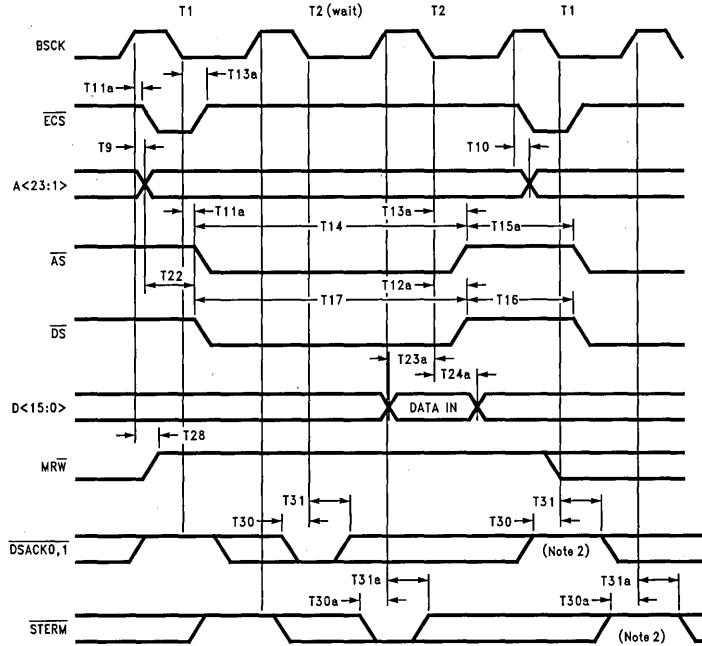 T1 T2 (wait) T2 T1
BSCK
T11a T13a
ECS
T9 T10
A<23:1>
T11a T14 T13a T15a
AS
T22 T12a
T17 T16
DS
T23a
T24a
D<15:0> DATA IN
T28
MRW
T31 T31
T30 T30
DSACK0,1 (Note 2)
T31a T31a
T30a T30a
STERM (Note 2)